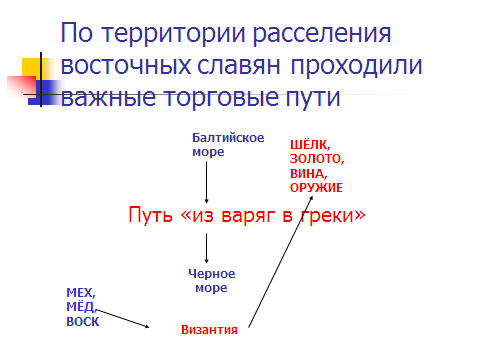 По территории расселения
восточных славян проходили
важные торговые пути
Балтийское
море
ШЁЛК,
ЗОЛОТО,
ВИНА,
ОРУЖИЕ
Путь «из варяг в греки»
Черное
море
МЕХ,
МЁД,
ВОСК
Византия